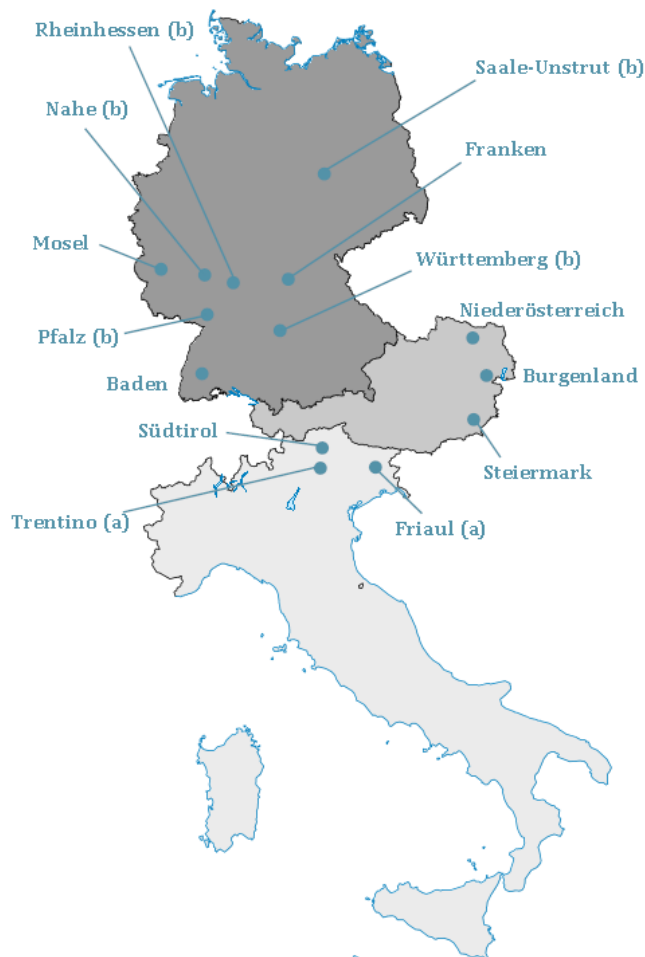 Rheinhessen (b)
Saale-Unstrut (b)
Nahe (b)
Franken
Mosel
Württemberg (b)
Niederösterreich
Pfalz (b)
Burgenland
Baden
Südtirol
Steiermark
Trentino (a)
Friaul (a)